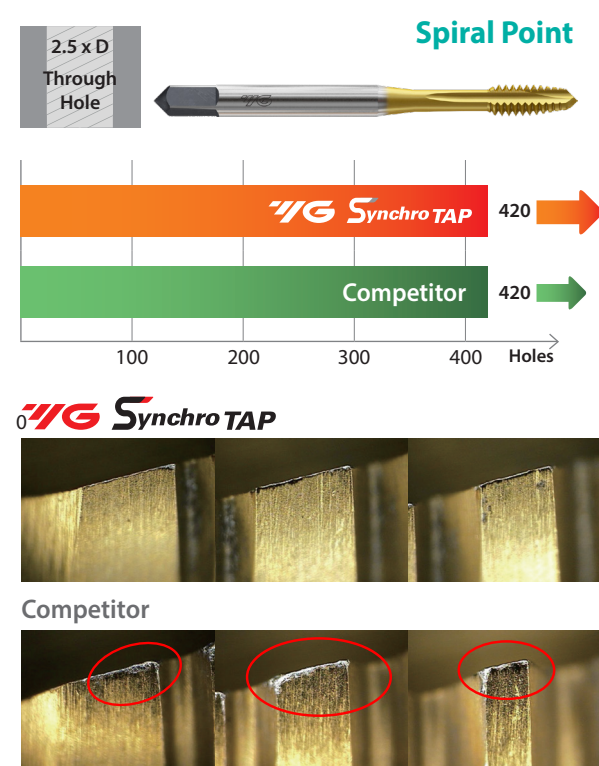 Spiral Point
2.5 x D
Through
Hole
YG
YG Synchro TAP
420
Competitor
420
100 200 300 400 Holes
0
YG Synchro TAP
Competitor